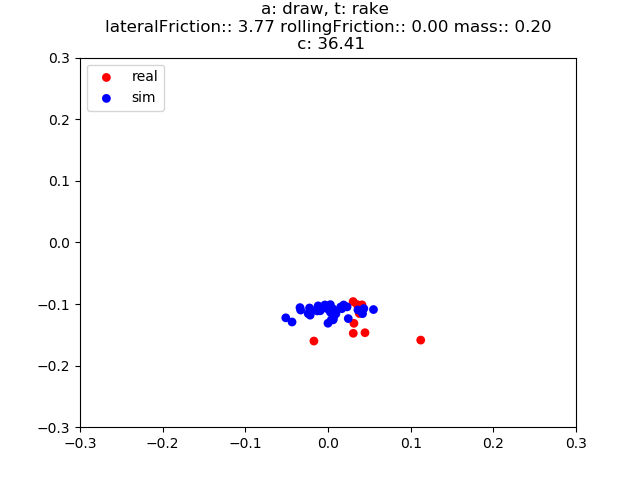 a: draw, t: rake
lateralFriction:: 3.77 rollingFriction:: 0.00 mass:: 0.20
c: 36.41
real
sim
0.3
0.2
0.1
0.0
−0.1
−0.2
−0.3
−0.3
−0.2
−0.1
0.0
0.1
0.2
0.3